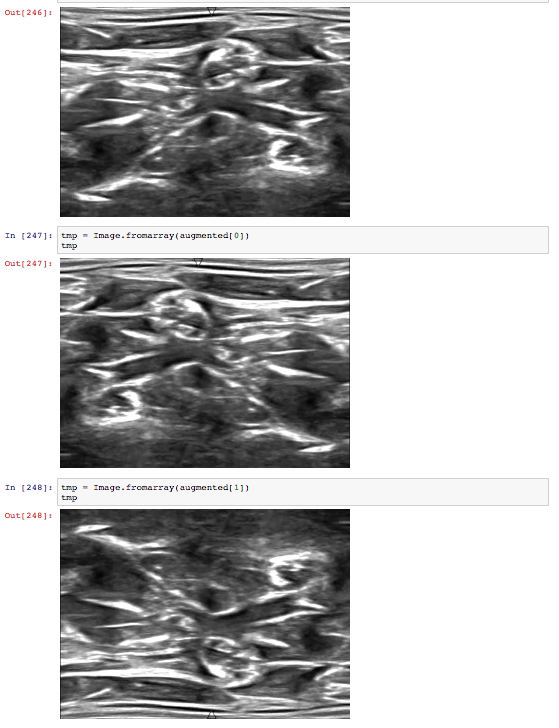 Out[246]:
In [247]: tmp = Image.fromarray(augmented[0])
tmp
Out[247]:
In [248]: tmp = Image.fromarray(augmented[1])
tmp
Out[248]: